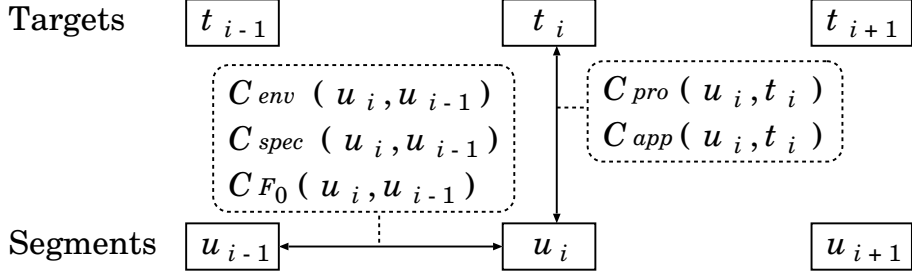 Targets t i-1 t i t i+1
C env ( u i , u i-1 )
C spec ( u i , u i-1 )
C F0 ( u i , u i-1 )
C pro ( u i , t i )
C app ( u i , t i )
Segments u i-1 u i u i+1